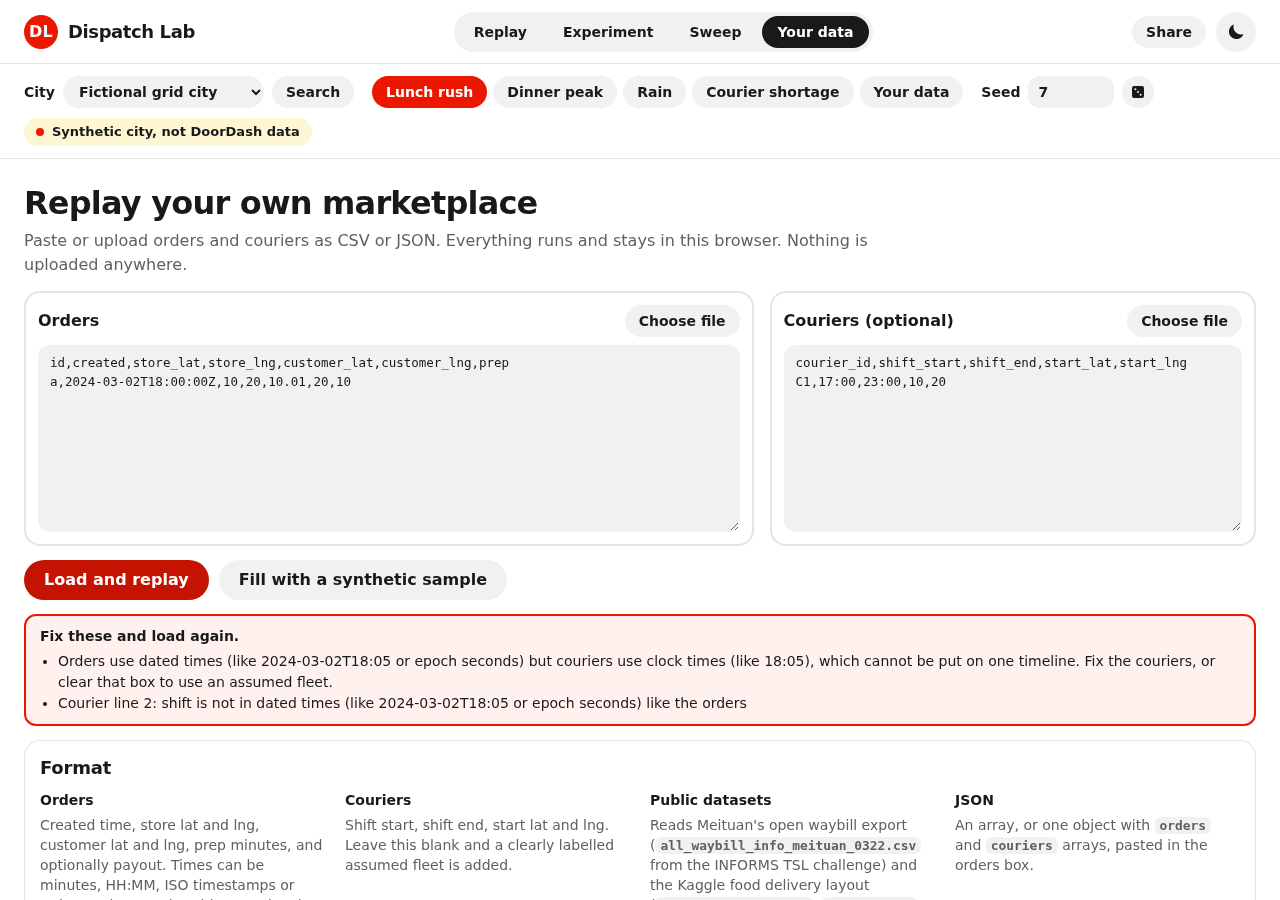 DL Dispatch Lab Replay Experiment Sweep Your data Share
City Fictional grid city Search Lunch rush Dinner peak Rain Courier shortage Your data Seed 7
Synthetic city, not DoorDash data
Replay your own marketplace
Paste or upload orders and couriers as CSV or JSON. Everything runs and stays in this browser. Nothing is
uploaded anywhere.
Orders Choose file
id,created,store_lat,store_lng,customer_lat,customer_lng,prep
a,2024-03-02T18:00:00Z,10,20,10.01,20,10
Couriers (optional) Choose file
courier_id,shift_start,shift_end,start_lat,start_lng
C1,17:00,23:00,10,20
Load and replay Fill with a synthetic sample
Fix these and load again.
• Orders use dated times (like 2024-03-02T18:05 or epoch seconds) but couriers use clock times (like 18:05), which cannot be put on one timeline. Fix the couriers, or
clear that box to use an assumed fleet.
• Courier line 2: shift is not in dated times (like 2024-03-02T18:05 or epoch seconds) like the orders
Format
Orders
Created time, store lat and lng,
customer lat and lng, prep minutes, and
optionally payout. Times can be
minutes, HH:MM, ISO timestamps or
Couriers
Shift start, shift end, start lat and lng.
Leave this blank and a clearly labelled
assumed fleet is added.
Public datasets
Reads Meituan's open waybill export
(all_waybill_info_meituan_0322.csv
from the INFORMS TSL challenge) and
the Kaggle food delivery layout
JSON
An array, or one object with orders
and couriers arrays, pasted in the
orders box.